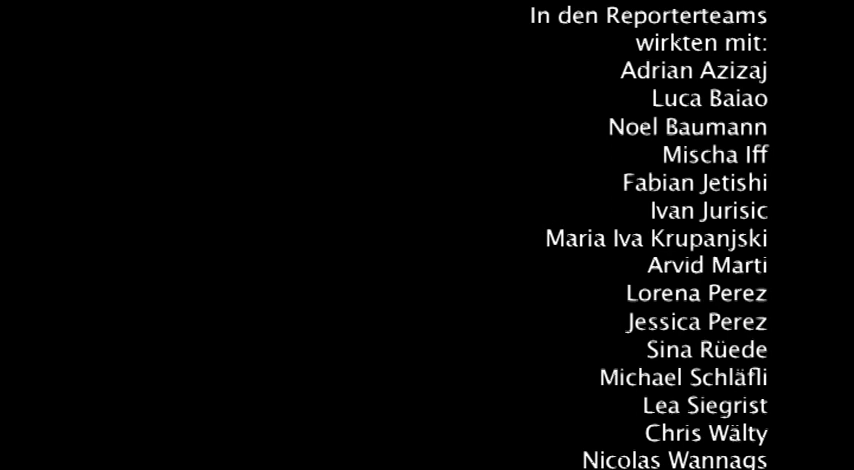 In den Reporterteams
wirkten mit:
Adrian Azizaj
Luca Baiao
Noel Baumann
Mischa Iff
Fabian Jetishi
Ivan Jurisic
Maria Iva Krupanjski
Arvid Marti
Lorena Perez
Jessica Perez
Sina Rüede
Michael Schläfli
Lea Siegrist
Chris Wälty
Nicolas Wannags